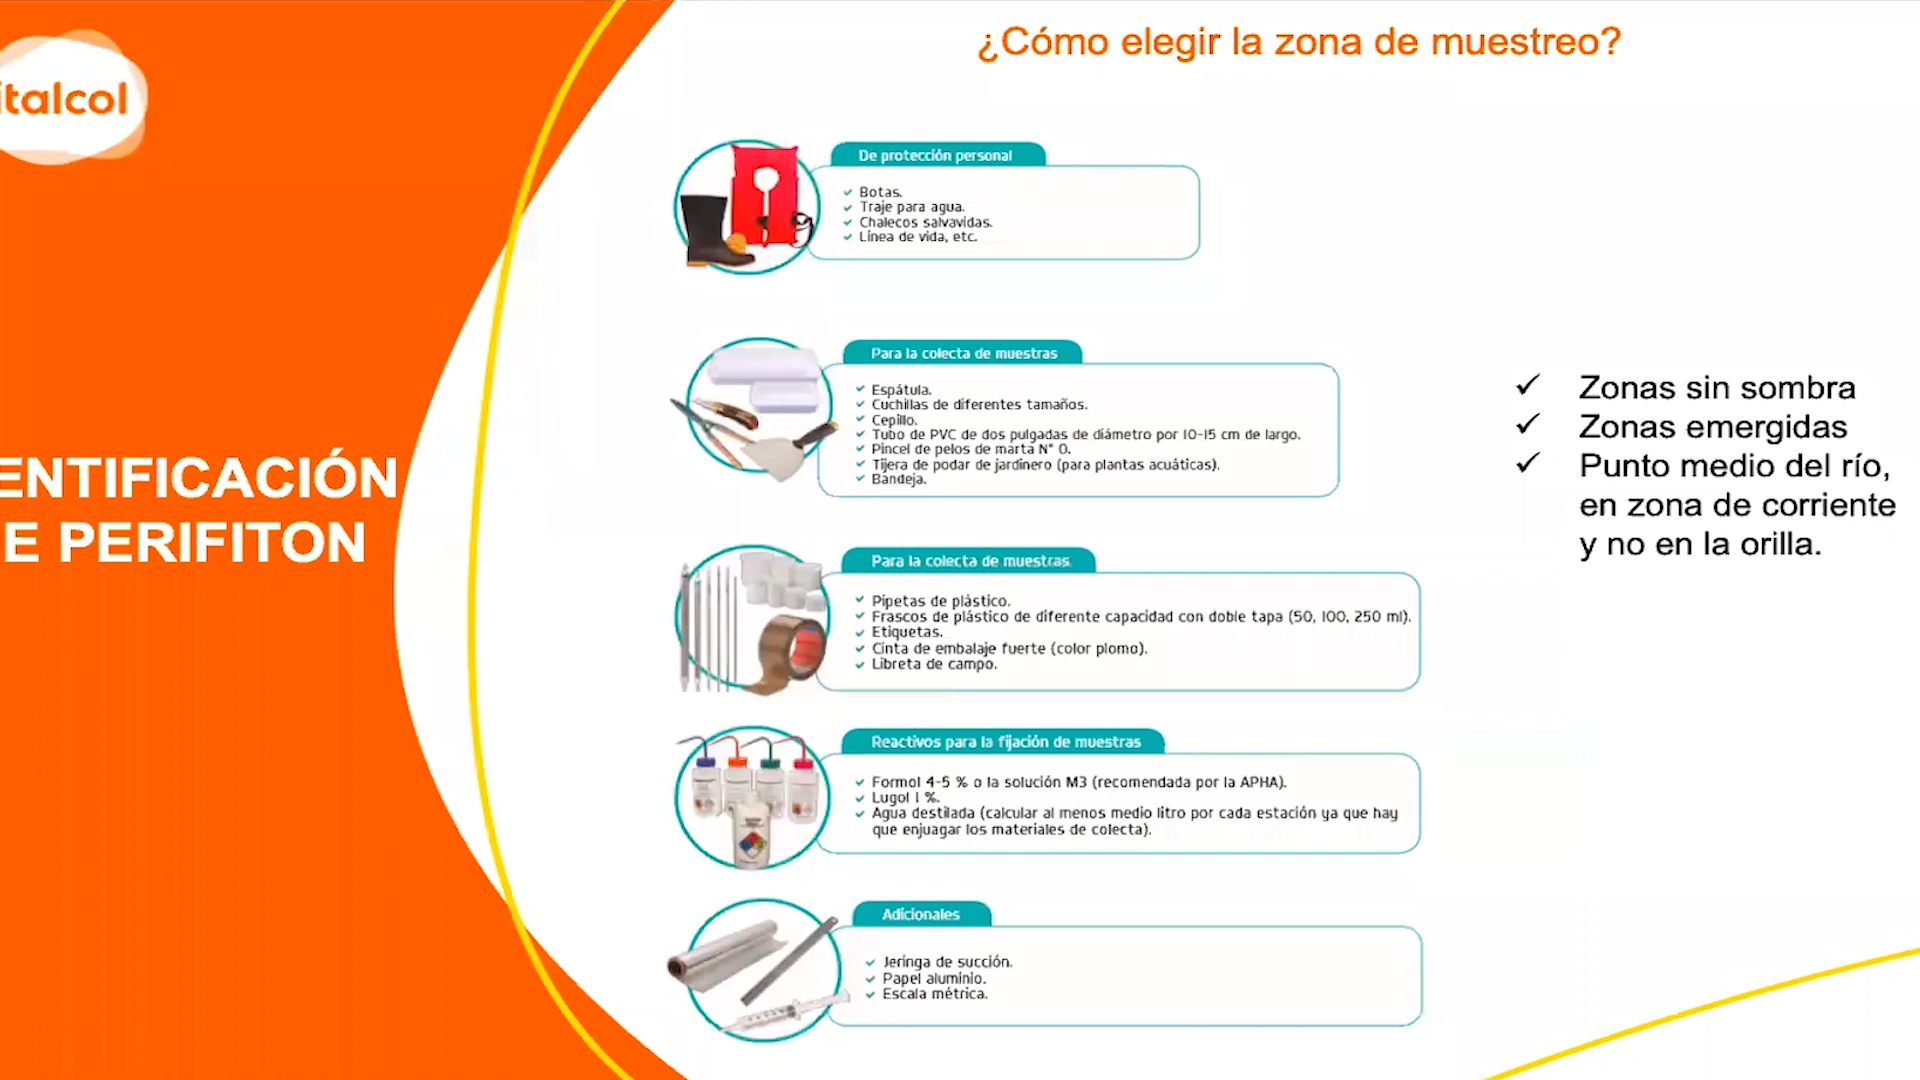 ¿Cómo elegir la zona de muestreo?
italcol
ENTIFICACIÓN
E PERIFITON
De protección personal
Botas.
Traje para agua.
Chalecos salvavidas.
Línea de vida, etc.
Para la colecta de muestras
Espátula.
Cuchillas de diferentes tamaños.
Cepillo.
Tubo de PVC de dos pulgadas de diámetro por 10-15 cm de largo.
Pincel de pelos de marta N° 0.
Tijera de podar de jardinero (para plantas acuáticas).
Bandeja.
Para la colecta de muestras
Pipetas de plástico.
Frascos de plástico de diferente capacidad con doble tapa (50, 100, 250 ml).
Etiquetas.
Cinta de embalaje fuerte (color plomo).
Libreta de campo.
Reactivos para la fijación de muestras
Formol 4-5 % o la solución M3 (recomendada por la APHA).
Lugol 1 %.
Agua destilada (calcular al menos medio litro por cada estación ya que hay
que enjuagar los materiales de colecta).
Adicionales
Jeringa de succión.
Papel aluminio.
Escala métrica.
Zonas sin sombra
Zonas emergidas
Punto medio del río,
en zona de corriente
y no en la orilla.